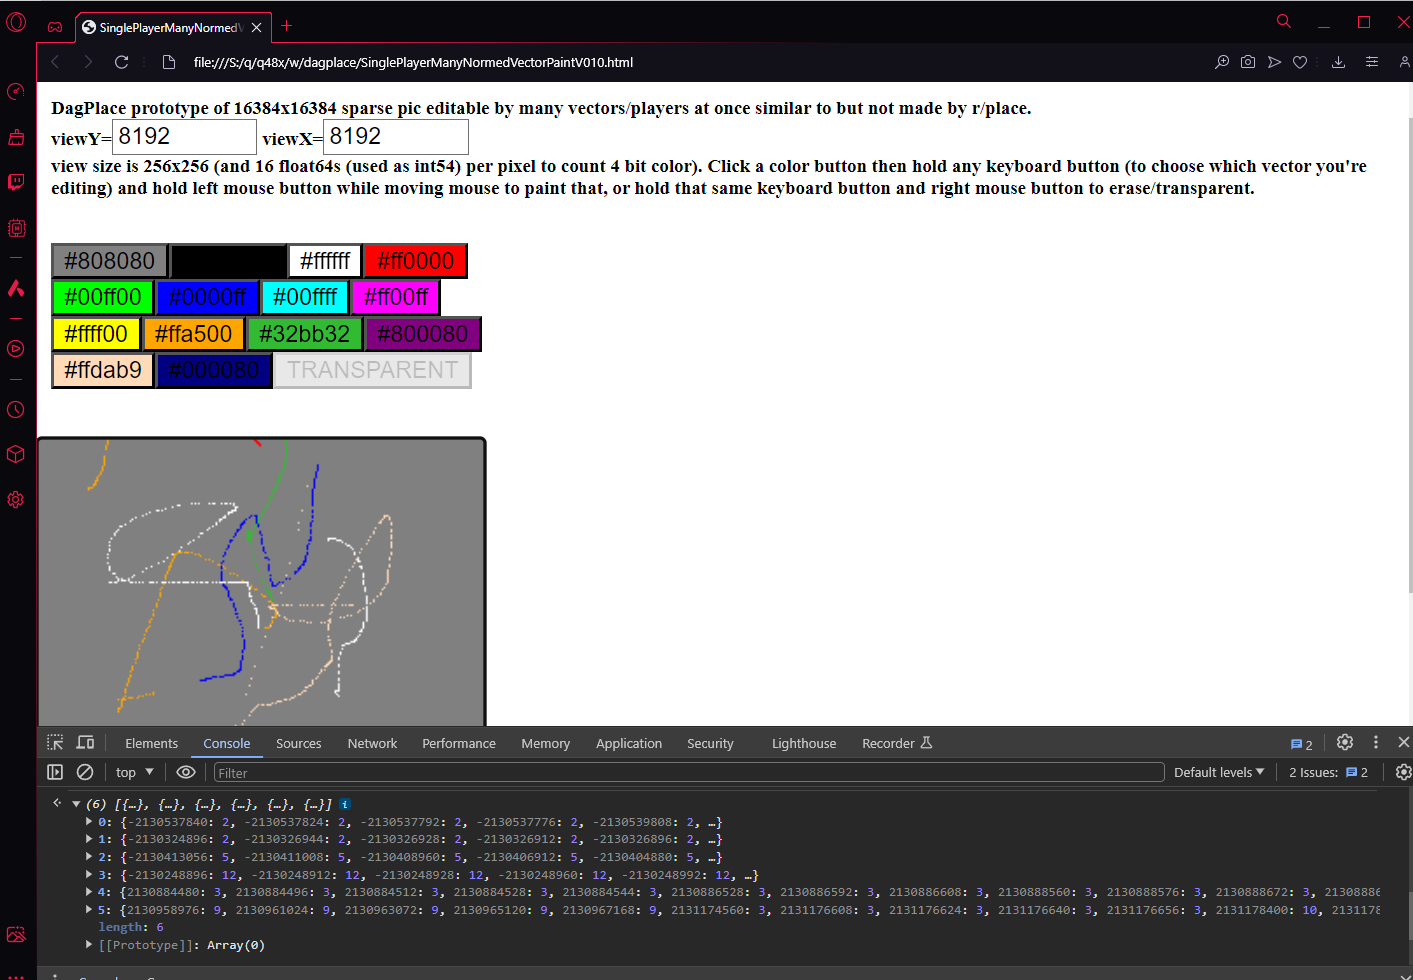 SinglePlayerManyNormedV
file:///S:/q/q48x/w/dagplace/SinglePlayerManyNormedVectorPaintV010.html
DagPlace prototype of 16384x16384 sparse pic editable by many vectors/players at once similar to but not made by r/place.
viewY= 8192 viewX= 8192
view size is 256x256 (and 16 float64s (used as int54) per pixel to count 4 bit color). Click a color button then hold any keyboard button (to choose which vector you're
editing) and hold left mouse button while moving mouse to paint that, or hold that same keyboard button and right mouse button to erase/transparent.
#808080 #ffffff #ff0000
#00ff00 #0000ff #00ffff #ff00ff
#ffff00 #ffa500 #32bb32 #800080
#ffdab9 #000080 TRANSPARENT
Elements Console Sources Network Performance Memory Application Security Lighthouse Recorder 2
top Filter Default levels 2 Issues: 2
(6) [{…}, {…}, {…}, {…}, {…}, {…}] i
0: {-2130537840: 2, -2130537824: 2, -2130537792: 2, -2130537776: 2, -2130539808: 2, …}
1: {-2130324896: 2, -2130326944: 2, -2130326928: 2, -2130326912: 2, -2130326896: 2, …}
2: {-2130413056: 5, -2130411008: 5, -2130408960: 5, -2130406912: 5, -2130404880: 5, …}
3: {-2130248896: 12, -2130248912: 12, -2130248928: 12, -2130248960: 12, -2130248992: 12, …}
4: {2130884480: 3, 2130884496: 3, 2130884512: 3, 2130884528: 3, 2130884544: 3, 2130886528: 3, 2130886592: 3, 2130886608: 3, 2130888560: 3, 2130888576: 3, 2130888672: 3, 2130888
5: {2130958976: 9, 2130961024: 9, 2130963072: 9, 2130965120: 9, 2130967168: 9, 2131174560: 3, 2131176608: 3, 2131176624: 3, 2131176640: 3, 2131176656: 3, 2131178400: 10, 213117
length: 6
[[Prototype]]: Array(0)